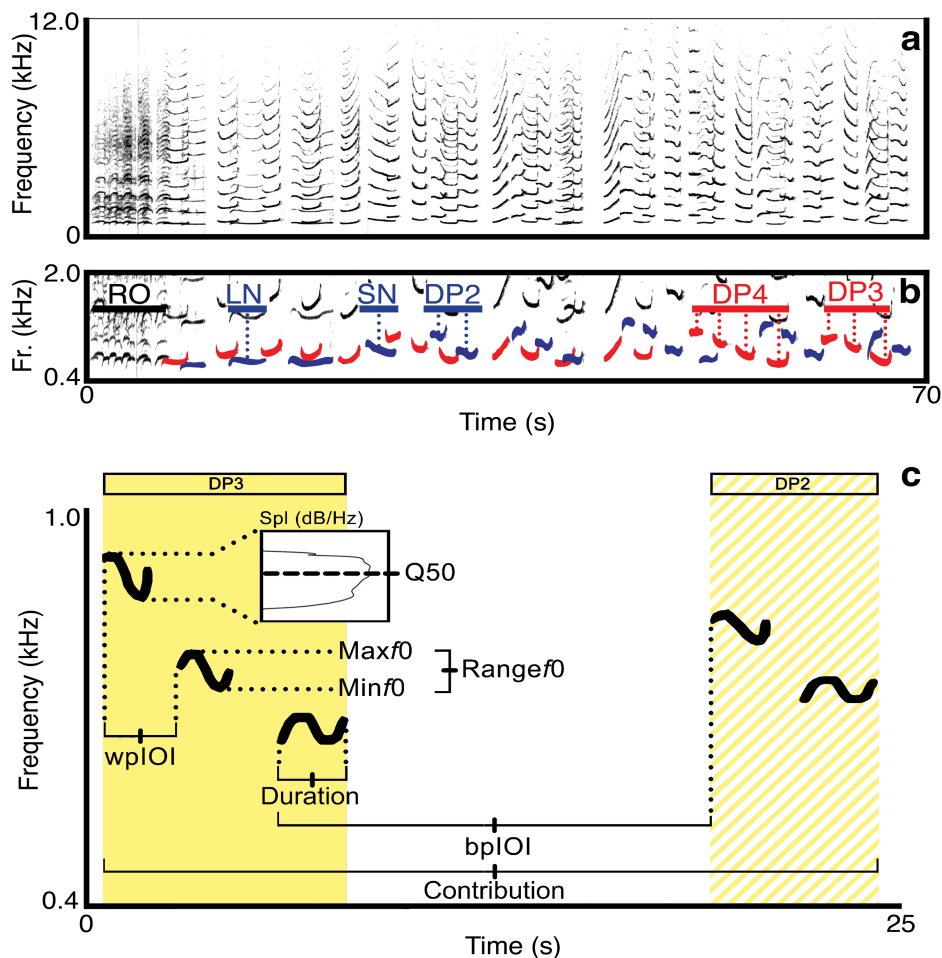 12.0
a
Frequency (kHz)
0
2.0
RO
LN
SN
DP2
DP4
DP3
b
Fr. (kHz)
0.4
0
70
Time (s)
c
DP3
DP2
1.0
Spl (dB/Hz)
Q50
Maxf0
Minf0
Rangef0
wpIOI
Duration
bpIOI
Contribution
Frequency (kHz)
0.4
0
25
Time (s)